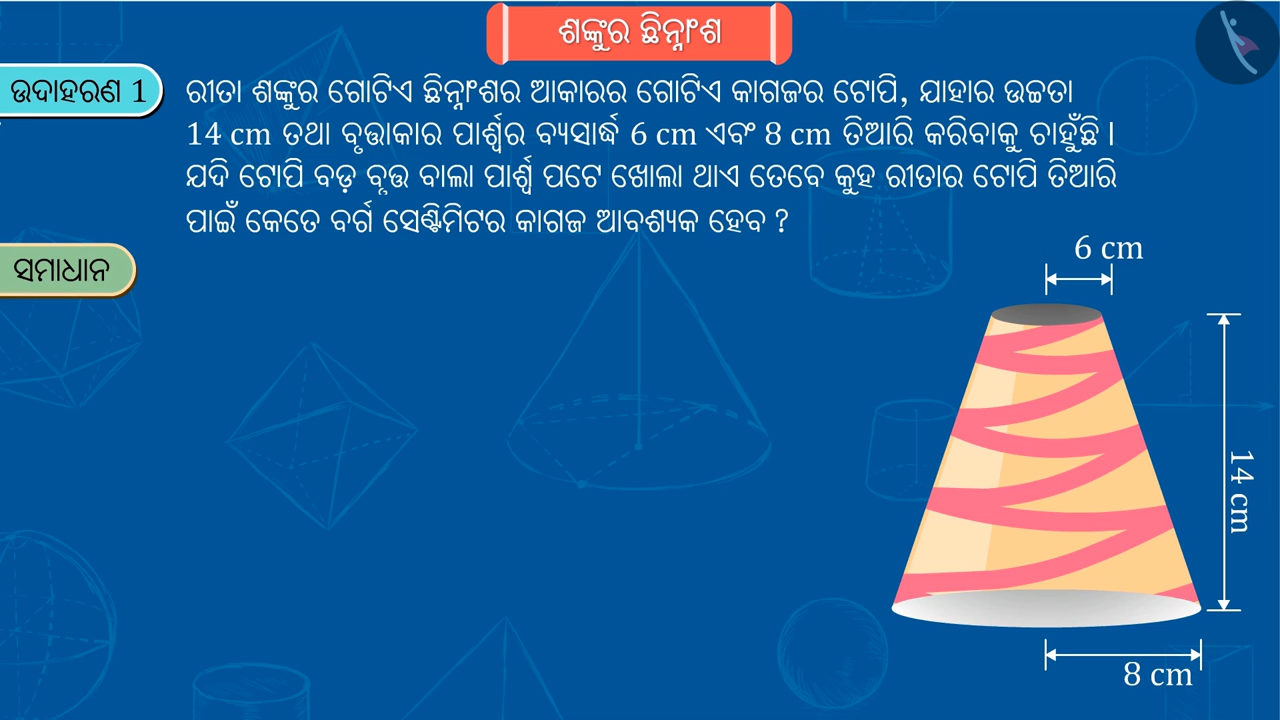 ଶଙ୍କୁର ଛିନ୍ନାଂଶ
ଉଦାହରଣ 1
ରୀତା ଶଙ୍କୁର ଗୋଟିଏ ଛିନ୍ନାଂଶର ଆକାରର ଗୋଟିଏ କାଗଜର ଟୋପି, ଯାହାର ଉଚ୍ଚତା
14 cm ତଥା ବୃତ୍ତାକାର ପାର୍ଶ୍ୱର ବ୍ୟସାର୍ଦ୍ଧ 6 cm ଏବଂ 8 cm ତିଆରି କରିବାକୁ ଚାହୁଁଛି ।
ଯଦି ଟୋପି ବଡ଼ ବୃତ୍ତ ବାଲା ପାର୍ଶ୍ୱ ପଟେ ଖୋଲା ଥାଏ ତେବେ କୁହ ରୀତାର ଟୋପି ତିଆରି
ପାଇଁ କେତେ ବର୍ଗ ସେଣ୍ଟିମିଟର କାଗଜ ଆବଶ୍ୟକ ହେବ ?
ସମାଧାନ
6 cm
14 cm
8 cm